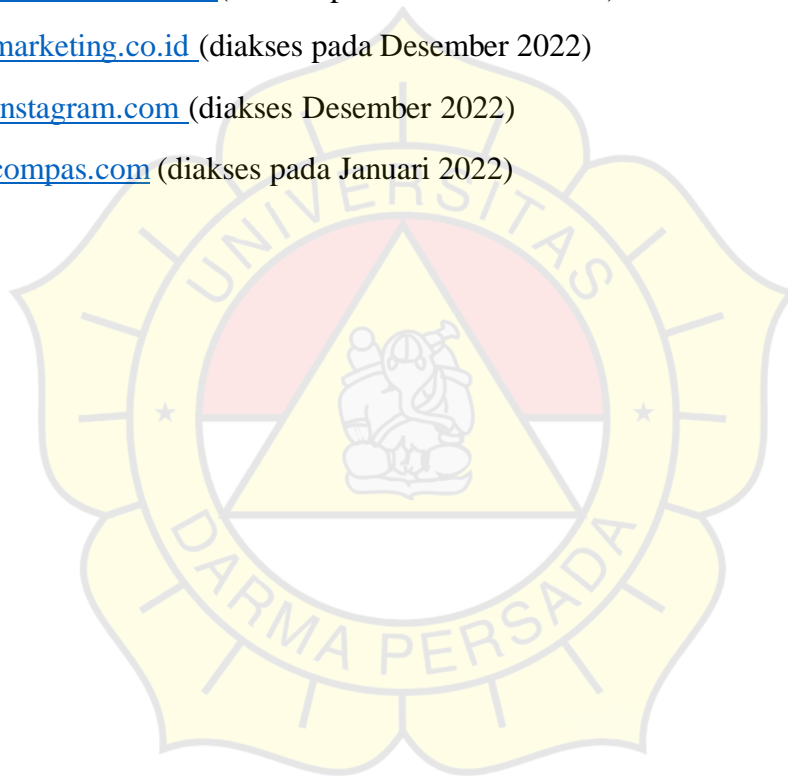 marketing.co.id (diakses pada Desember 2022)
nstagram.com (diakses Desember 2022)
compas.com (diakses pada Januari 2022)
UNIVERSITAS
DARMA PERSADA